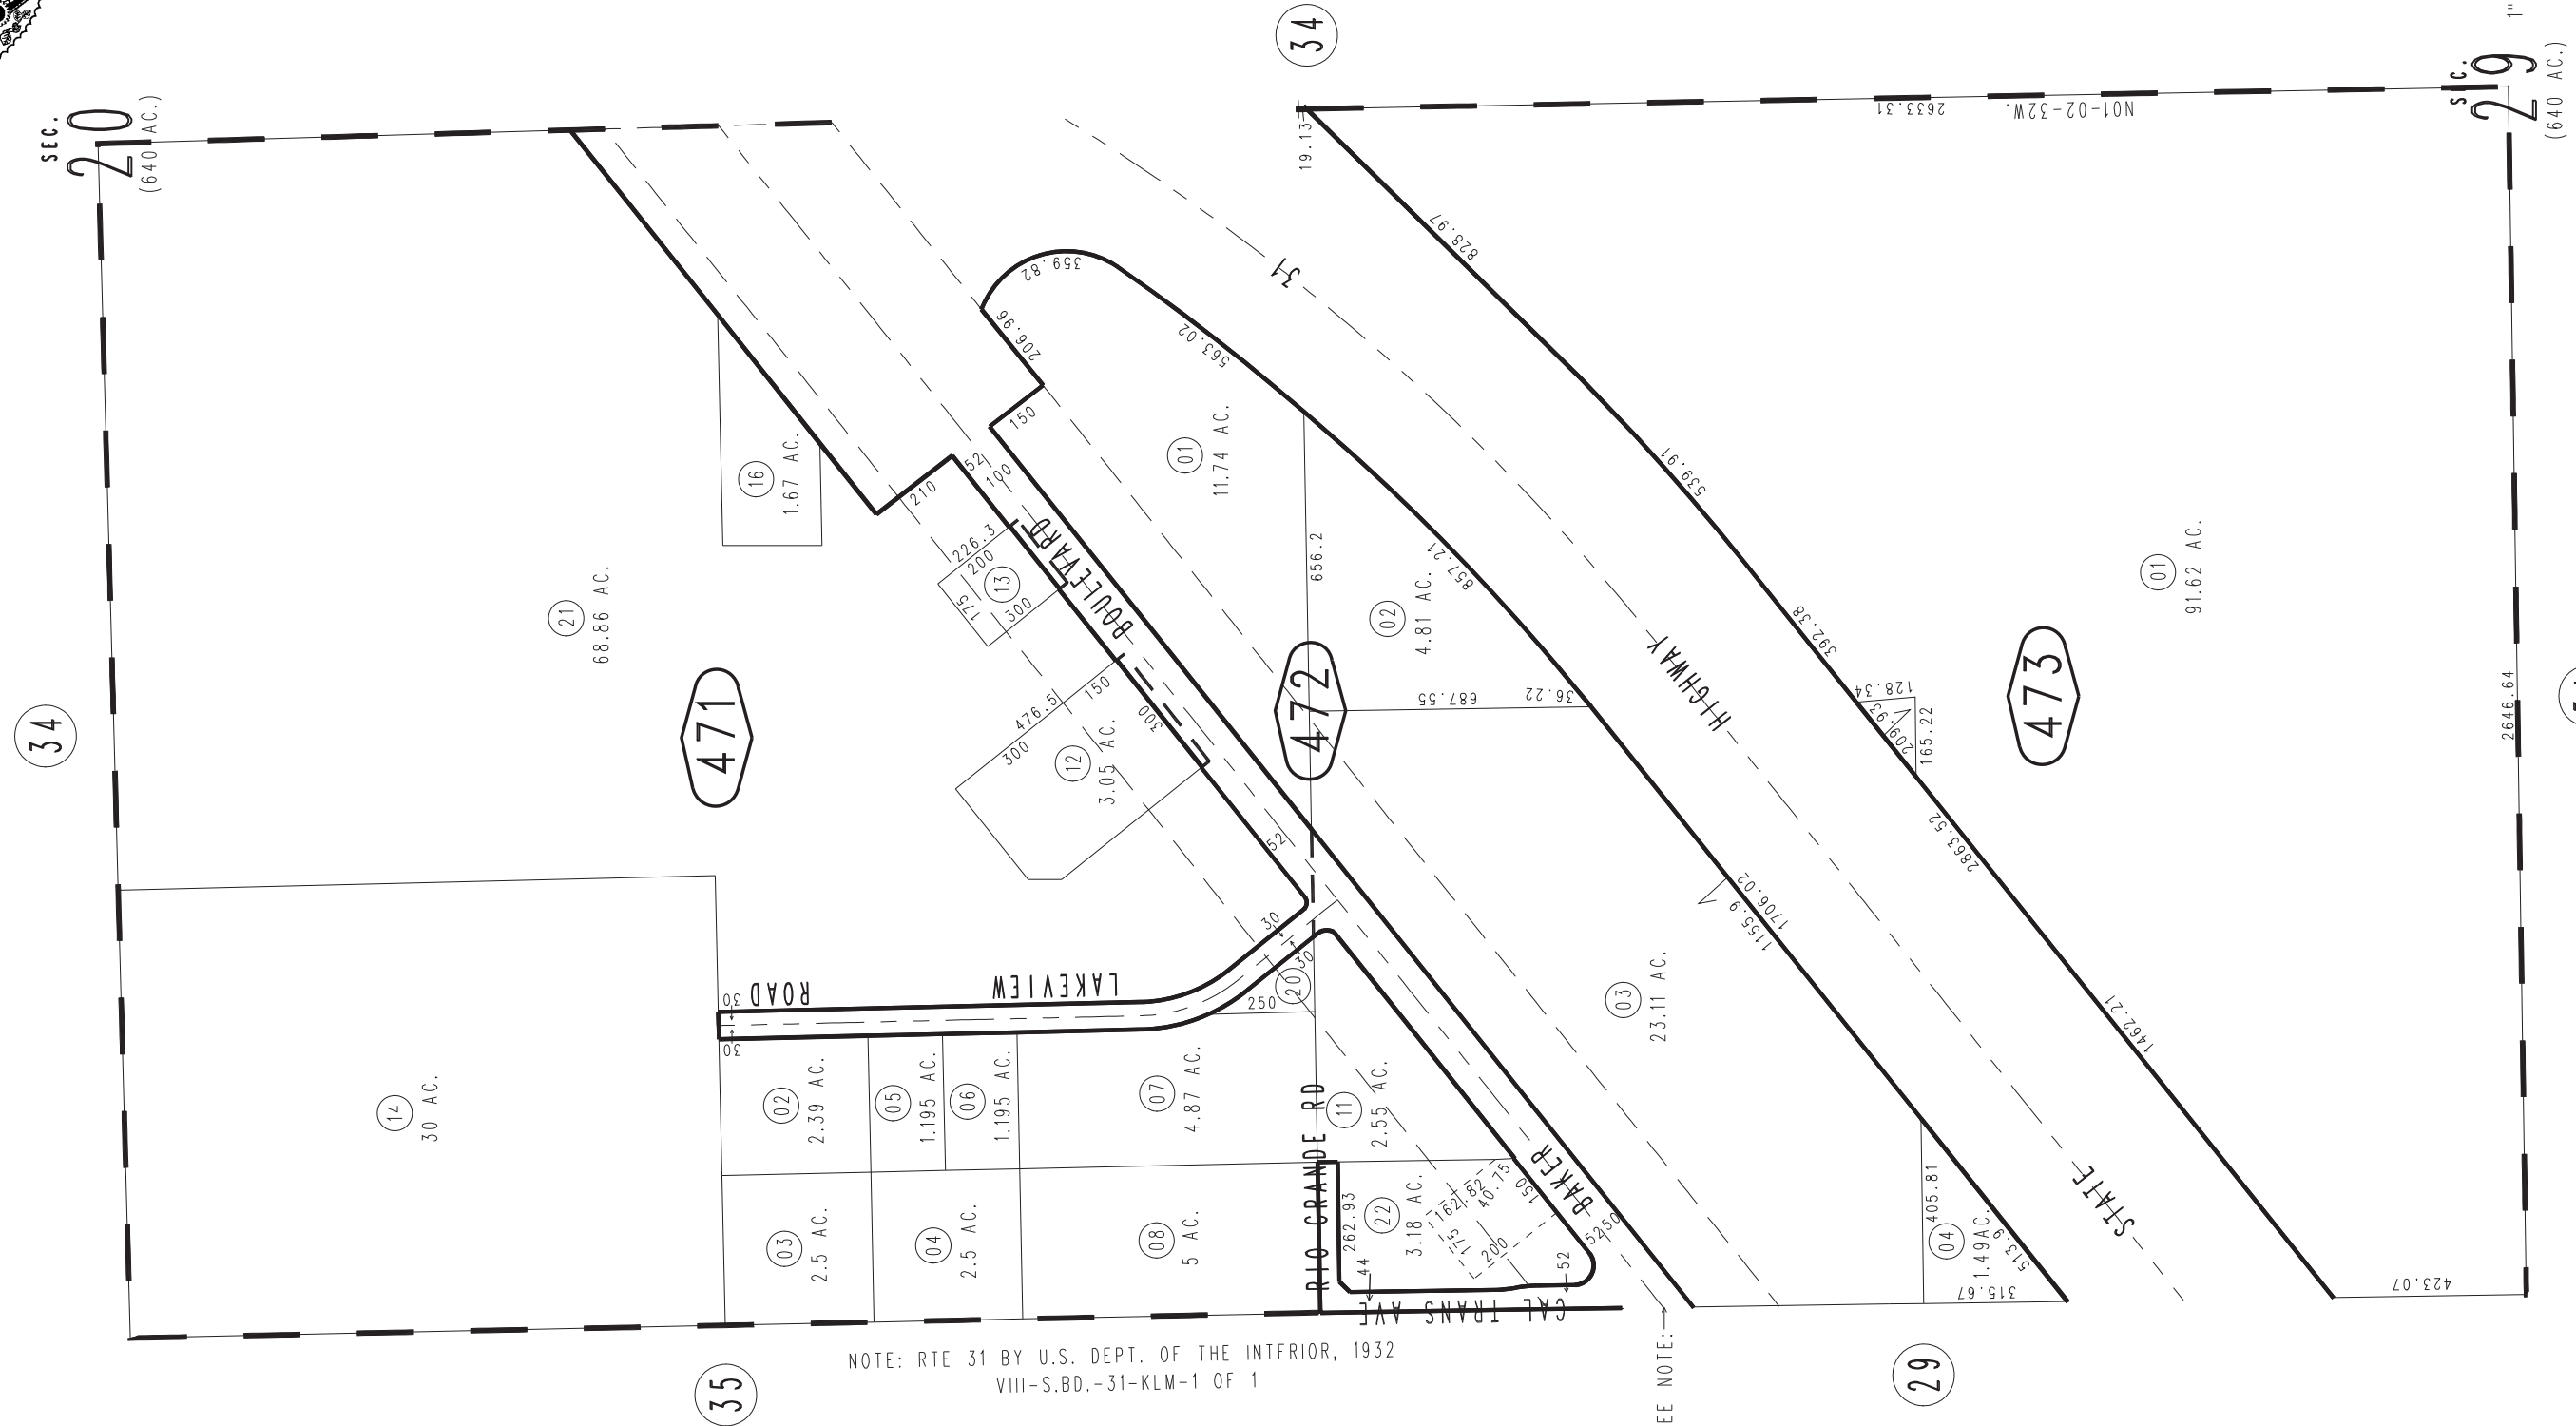 SEC.
20
(640 AC.)
34
1"
SEC.
29
(640 AC.)
19.13
2633.31
N01-02-32W.
828.97
31
359.82
206.96
563.02
150
01
11.74 AC.
52
100
210
16
1.67 AC.
539.91
21
68.86 AC.
226.3
200
13
175
300
BOULEVARD
656.2
857.21
02
4.81 AC.
01
91.62 AC.
392.38
34
471
476.5
150
300
300
12
3.05 AC.
472
687.55
36.22
HIGHWAY
128.34
209.93
165.22
473
2646.64
52
2863.52
1706.02
1155.9
30
30
20
250
LAKEVIEW
ROAD
30
30
03
23.11 AC.
1462.21
14
30 AC.
02
2.39 AC.
05
1.195 AC.
06
1.195 AC.
07
4.87 AC.
RIO GRANDE RD
11
2.55 AC.
BAKER
405.81
STATE
03
2.5 AC.
04
2.5 AC.
08
5 AC.
262.93
22
3.18 AC.
162.82
40.75
150
175
200
44
52
52
50
04
1.49 AC.
513.9
315.67
423.07
CAL TRANS AVE
NOTE: RTE 31 BY U.S. DEPT. OF THE INTERIOR, 1932
VIII-S.BD.-31-KLM-1 OF 1
EE NOTE:
35
29